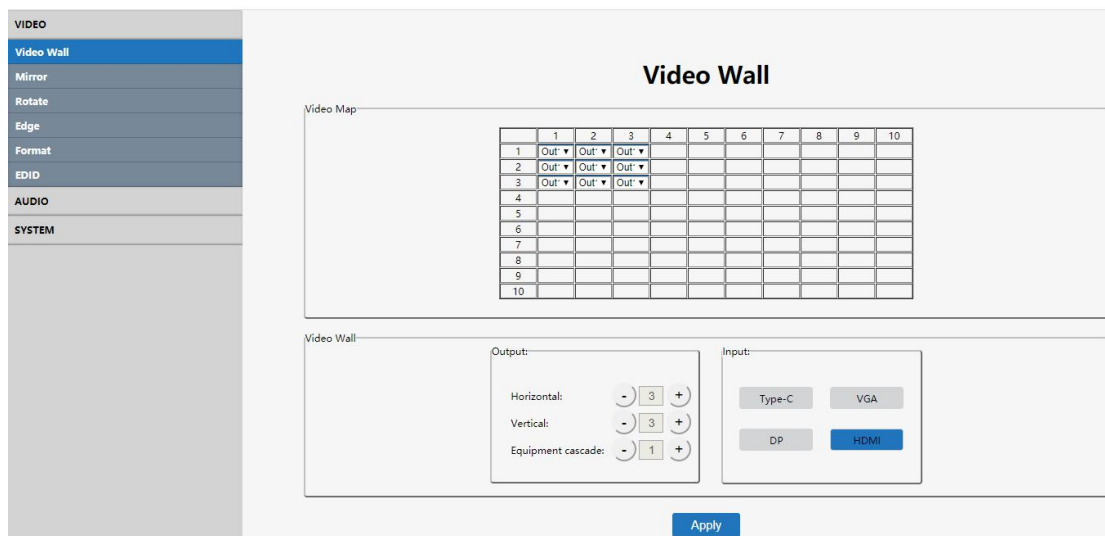 VIDEO
Video Wall
Mirror
Rotate
Edge
Format
EDID
AUDIO
SYSTEM
Video Wall
Video Map
1 2 3 4 5 6 7 8 9 10
1 Out Out Out
2 Out Out Out
3 Out Out Out
4
5
6
7
8
9
10
Video Wall
Output:
Horizontal: - 3 +
Vertical: - 3 +
Equipment cascade: - 1 +
Input:
Type-C VGA
DP HDMI
Apply